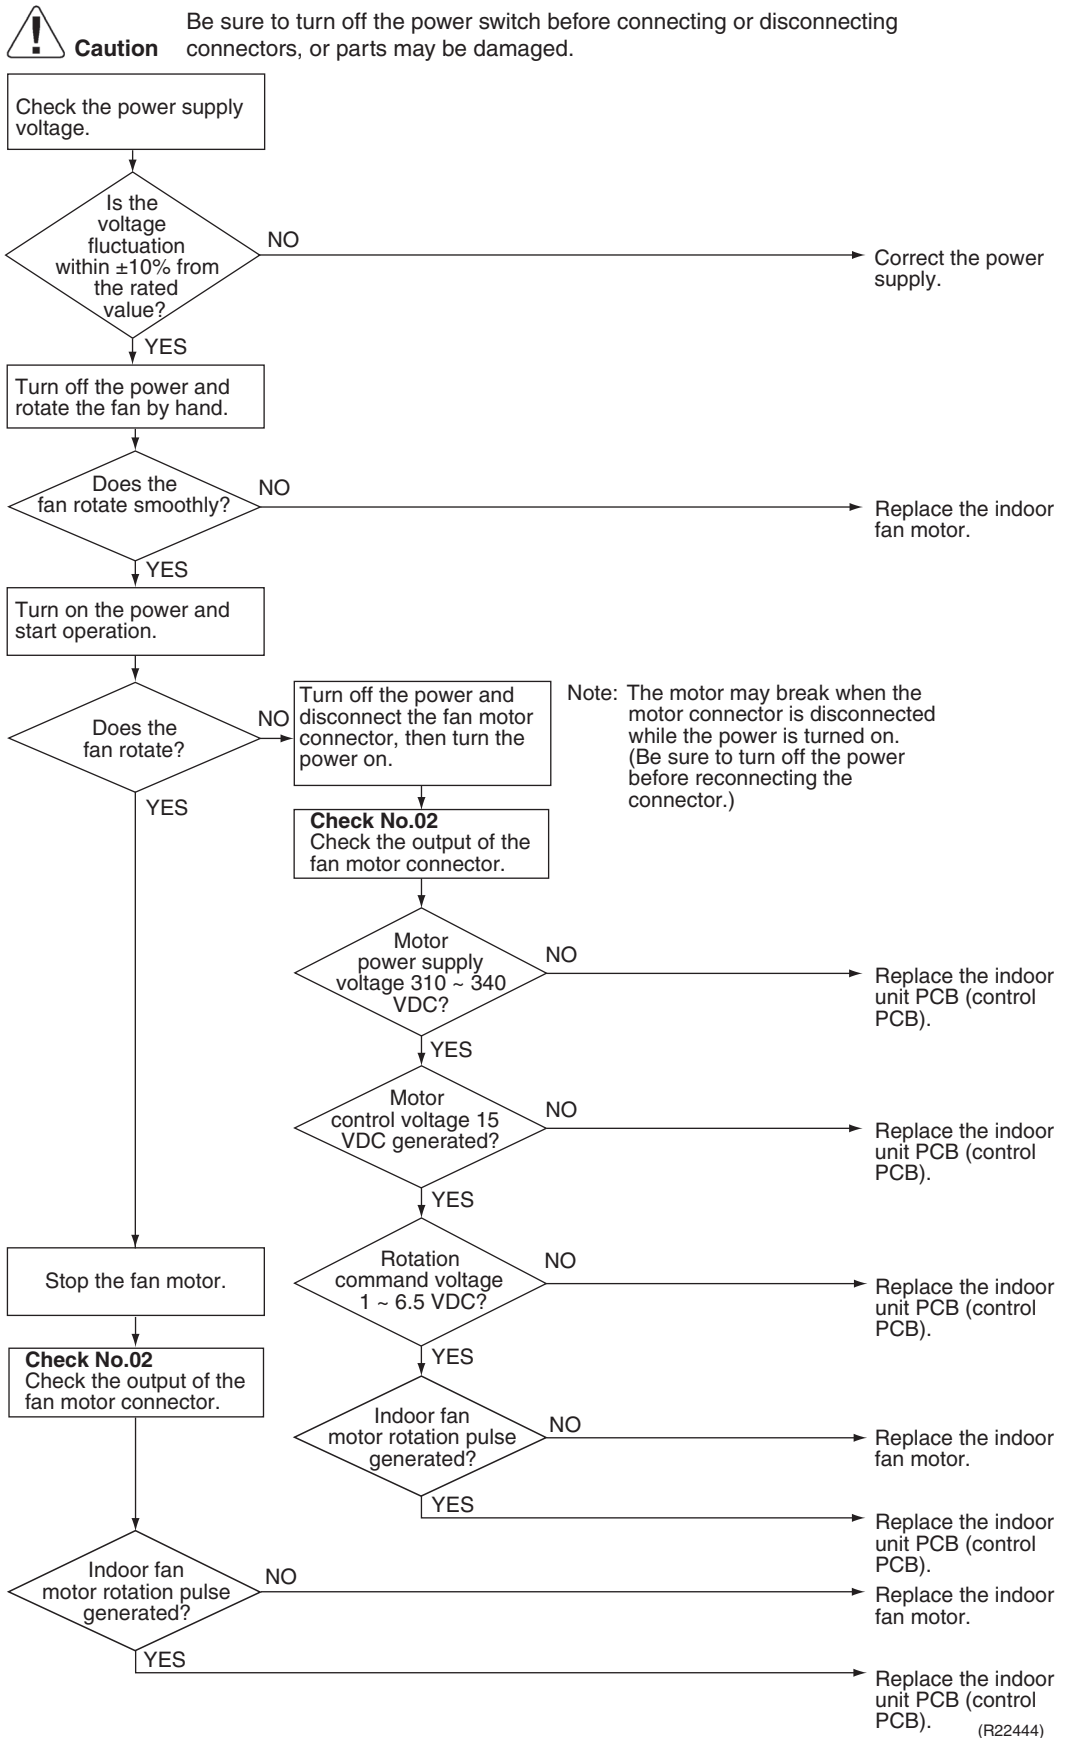 Caution
Be sure to turn off the power switch before connecting or disconnecting
connectors, or parts may be damaged.
Check the power supply
voltage.
Is the
voltage
fluctuation
within ±10% from
the rated
value?
NO
Correct the power
supply.
YES
Turn off the power and
rotate the fan by hand.
Does the
fan rotate smoothly?
NO
Replace the indoor
fan motor.
YES
Turn on the power and
start operation.
Does the
fan rotate?
NO
Turn off the power and
disconnect the fan motor
connector, then turn the
power on.
Note: The motor may break when the
motor connector is disconnected
while the power is turned on.
(Be sure to turn off the power
before reconnecting the
connector.)
YES
Check No.02
Check the output of the
fan motor connector.
Motor
power supply
voltage 310 ~ 340
VDC?
NO
Replace the indoor
unit PCB (control
PCB).
YES
Motor
control voltage 15
VDC generated?
NO
Replace the indoor
unit PCB (control
PCB).
YES
Rotation
command voltage
1 ~ 6.5 VDC?
NO
Replace the indoor
unit PCB (control
PCB).
YES
Indoor fan
motor rotation pulse
generated?
NO
Replace the indoor
fan motor.
YES
Replace the indoor
unit PCB (control
PCB).
Stop the fan motor.
Check No.02
Check the output of the
fan motor connector.
Indoor fan
motor rotation pulse
generated?
NO
Replace the indoor
fan motor.
YES
Replace the indoor
unit PCB (control
PCB).
(R22444)